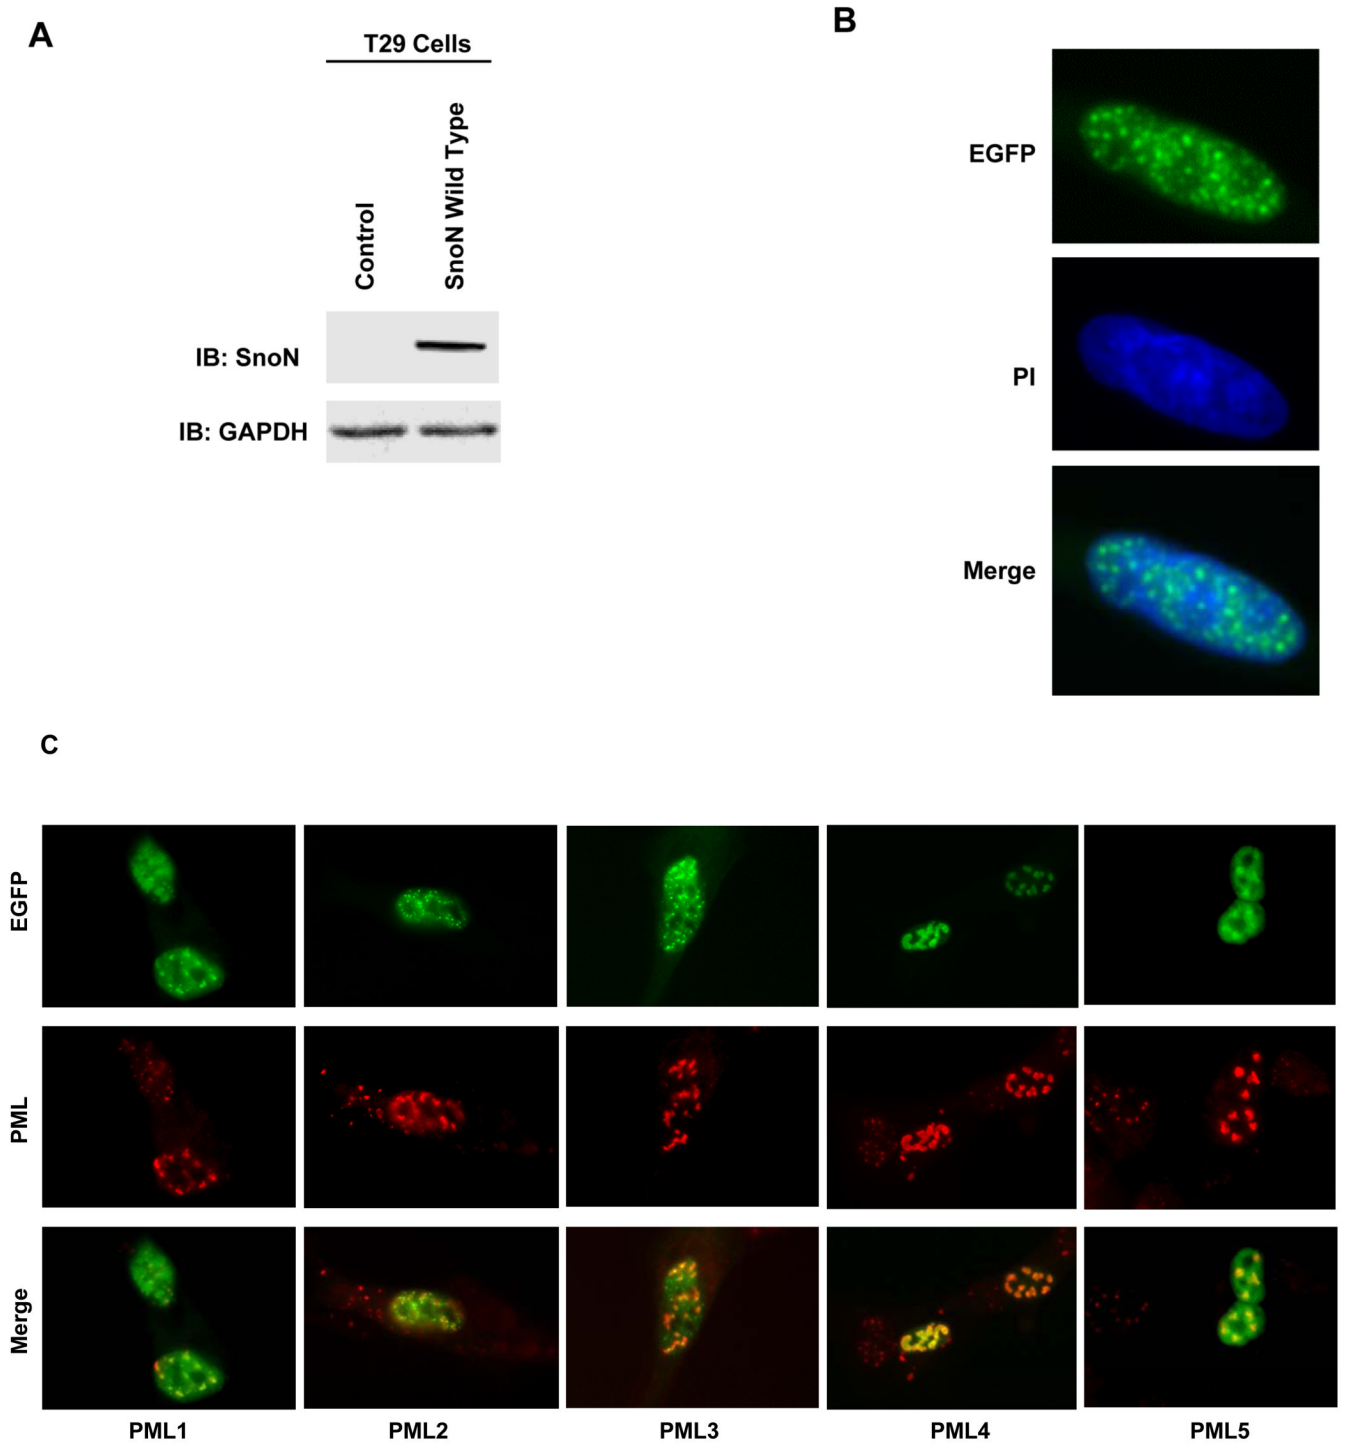 A
T29 Cells
Control
SnoN Wild Type
IB: SnoN
IB: GAPDH
B
EGFP
PI
Merge
C
EGFP
PML
Merge
PML1
PML2
PML3
PML4
PML5